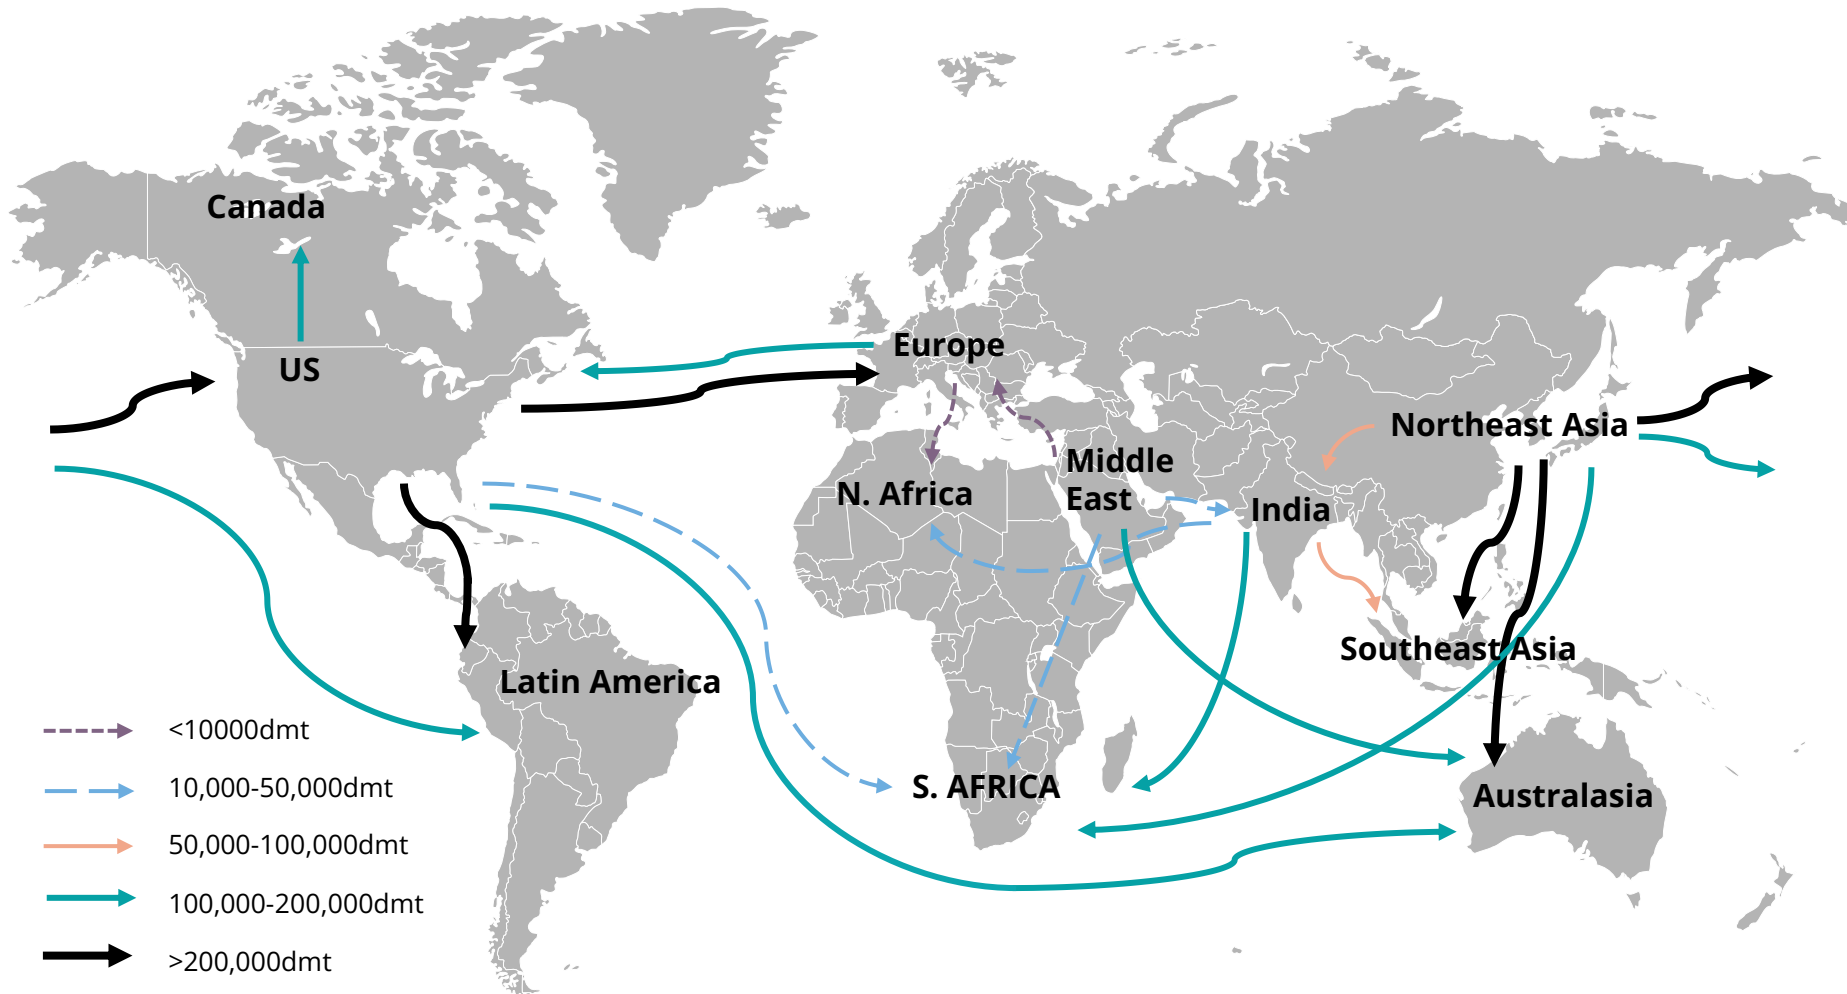 Canada
US
Europe
Northeast Asia
Middle
East
N. Africa
India
Southeast Asia
Latin America
S. AFRICA
Australasia
<10000dmt
10,000-50,000dmt
50,000-100,000dmt
100,000-200,000dmt
>200,000dmt